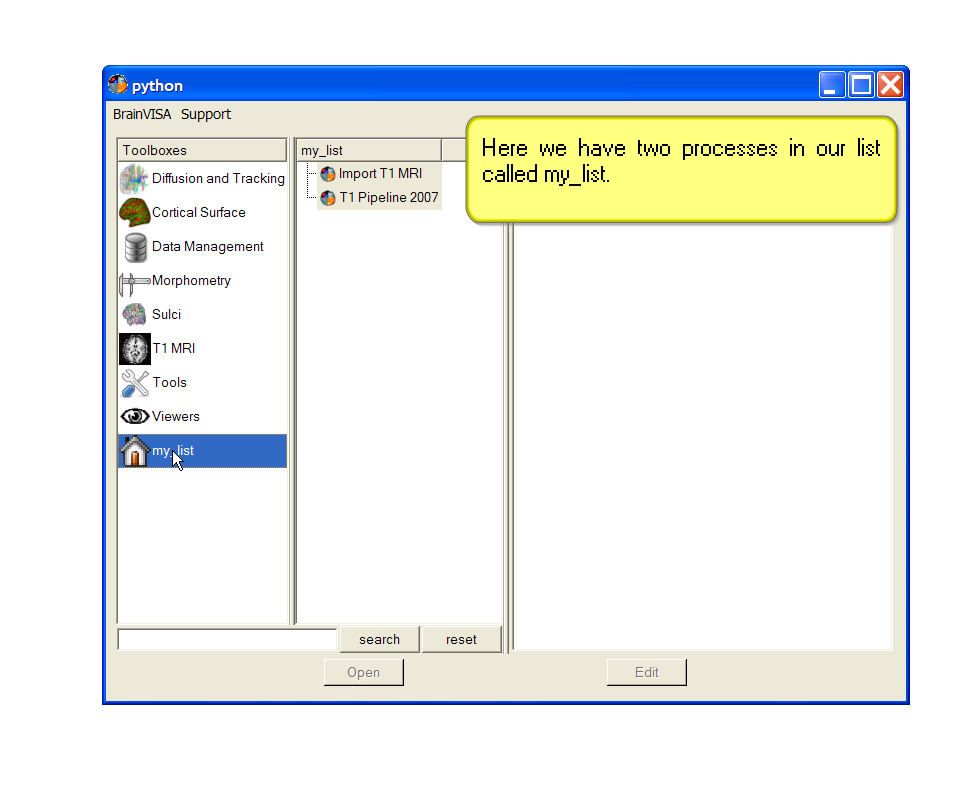 python
BrainVISA Support
Here we have two processes in our list
called my_list.
Toolboxes
Diffusion and Tracking
Cortical Surface
Data Management
Morphometry
Sulci
T1 MRI
Tools
Viewers
my_list
my_list
Import T1 MRI
T1 Pipeline 2007
search
reset
Open
Edit